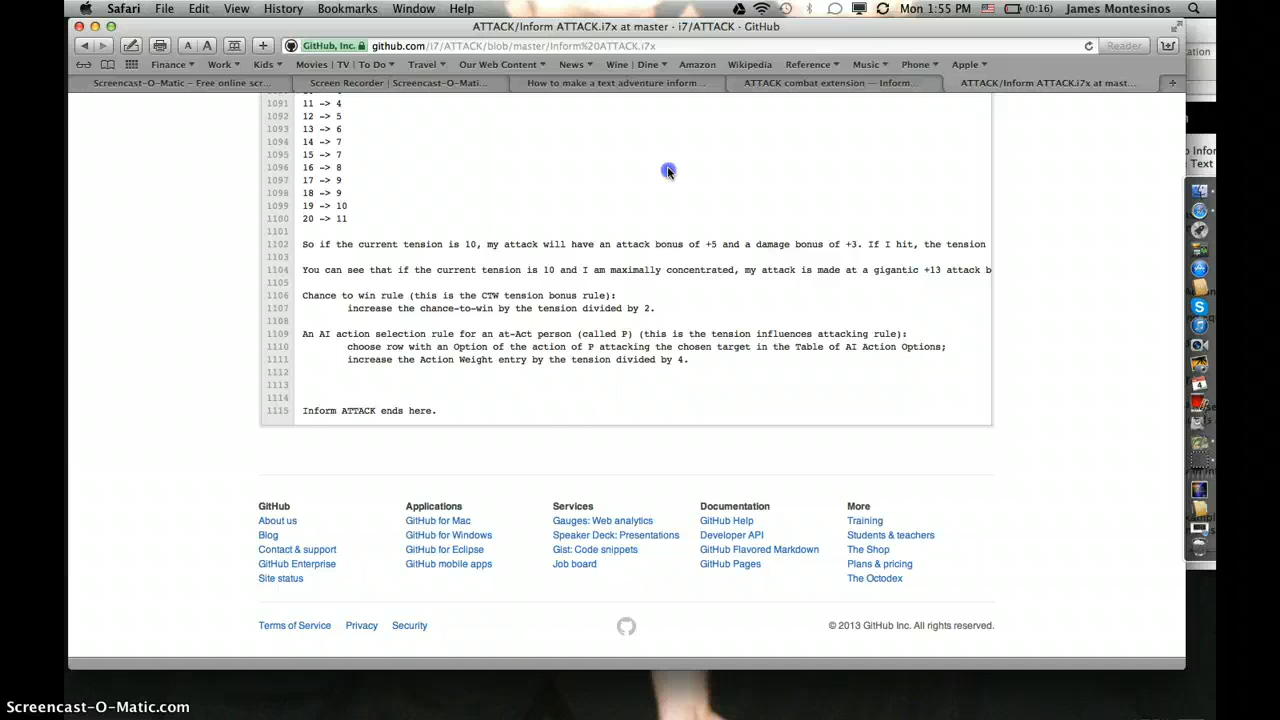 Safari File Edit View History Bookmarks Window Help (0:16) Mon 1:55 PM James Montesinos
ATTACK/Inform ATTACK.i7x at master · i7/ATTACK · GitHub
GitHub, Inc. github.com/i7/ATTACK/blob/master/Inform%20ATTACK.i7x Reader
A A
Finance Work Kids Movies | TV | To Do Travel Our Web Content News Wine | Dine Amazon Wikipedia Reference Music Phone Apple
Screencast-O-Matic – Free online scr... Screen Recorder | Screencast-O-Mati... How to make a text adventure inform... ATTACK combat extension — Inform... ATTACK/Inform ATTACK.i7x at mast...
1091 11 -> 4
1092 12 -> 5
1093 13 -> 6
1094 14 -> 7
1095 15 -> 7
1096 16 -> 8
1097 17 -> 9
1098 18 -> 9
1099 19 -> 10
1100 20 -> 11
1101
1102 So if the current tension is 10, my attack will have an attack bonus of +5 and a damage bonus of +3. If I hit, the tension
1103
1104 You can see that if the current tension is 10 and I am maximally concentrated, my attack is made at a gigantic +13 attack b
1105
1106 Chance to win rule (this is the CTW tension bonus rule):
1107 increase the chance-to-win by the tension divided by 2.
1108
1109 An AI action selection rule for an at-Act person (called P) (this is the tension influences attacking rule):
1110 choose row with an Option of the action of P attacking the chosen target in the Table of AI Action Options;
1111 increase the Action Weight entry by the tension divided by 4.
1112
1113
1114
1115 Inform ATTACK ends here.
GitHub Applications Services Documentation More
About us GitHub for Mac Gauges: Web analytics GitHub Help Training
Blog GitHub for Windows Speaker Deck: Presentations Developer API Students & teachers
Contact & support GitHub for Eclipse Gist: Code snippets GitHub Flavored Markdown The Shop
GitHub Enterprise GitHub mobile apps Job board GitHub Pages Plans & pricing
Site status The Octodex
Terms of Service Privacy Security © 2013 GitHub Inc. All rights reserved.
Screencast-O-Matic.com